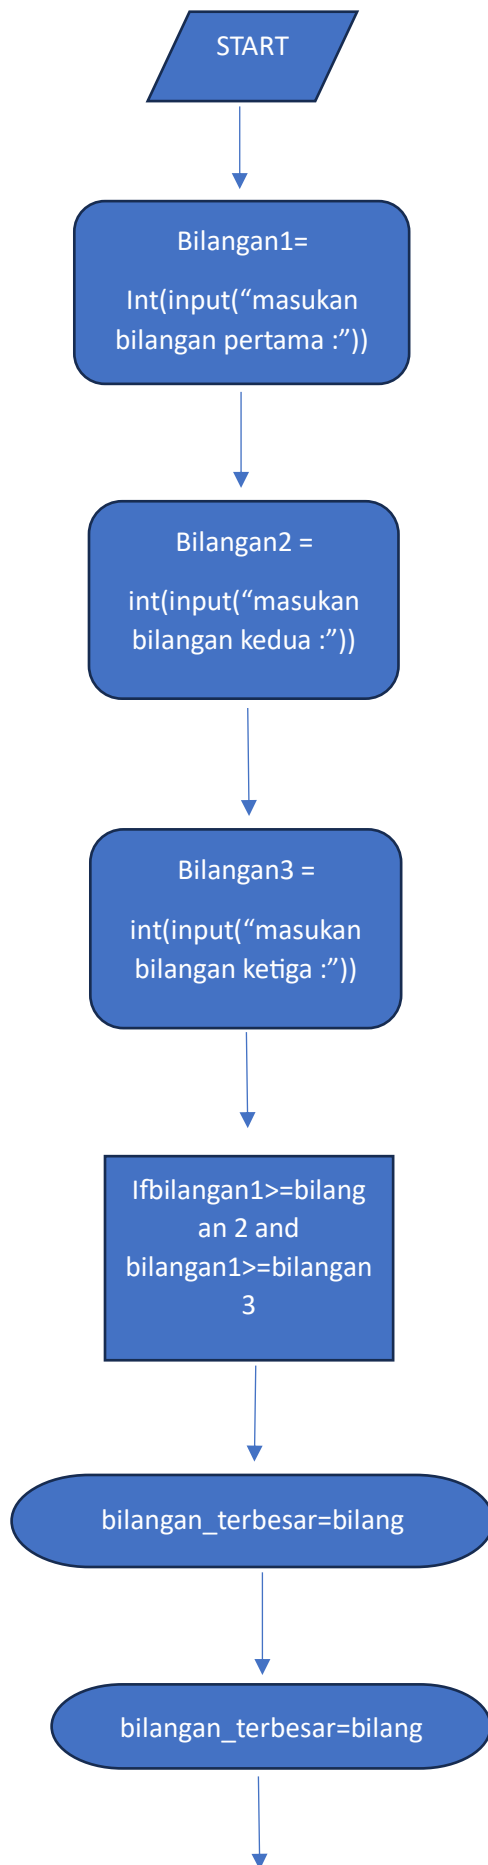 START
Bilangan1=
Int(input(“masukan
bilangan pertama :”))
Bilangan2 =
int(input(“masukan
bilangan kedua :”))
Bilangan3 =
int(input(“masukan
bilangan ketiga :”))
Ifbilangan1>=bilang
an 2 and
bilangan1>=bilangan
3
bilangan_terbesar=bilang
bilangan_terbesar=bilang